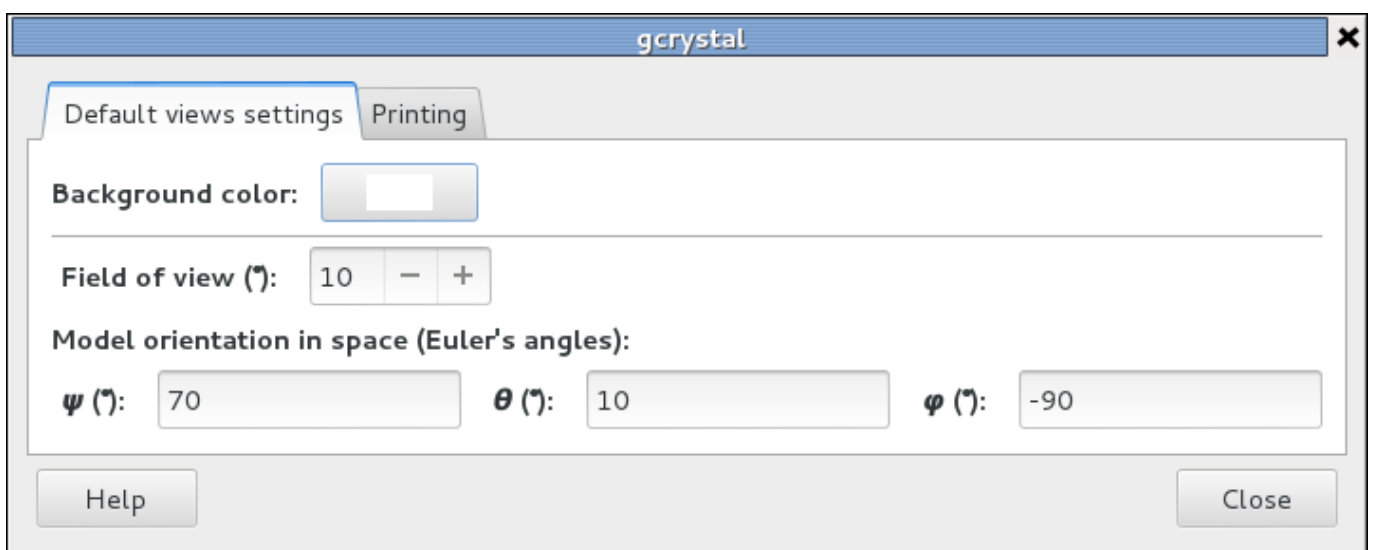 gcrystal
Default views settings Printing
Background color:
Field of view (°): 10 − +
Model orientation in space (Euler's angles):
ψ (°): 70 θ (°): 10 φ (°): -90
Help Close